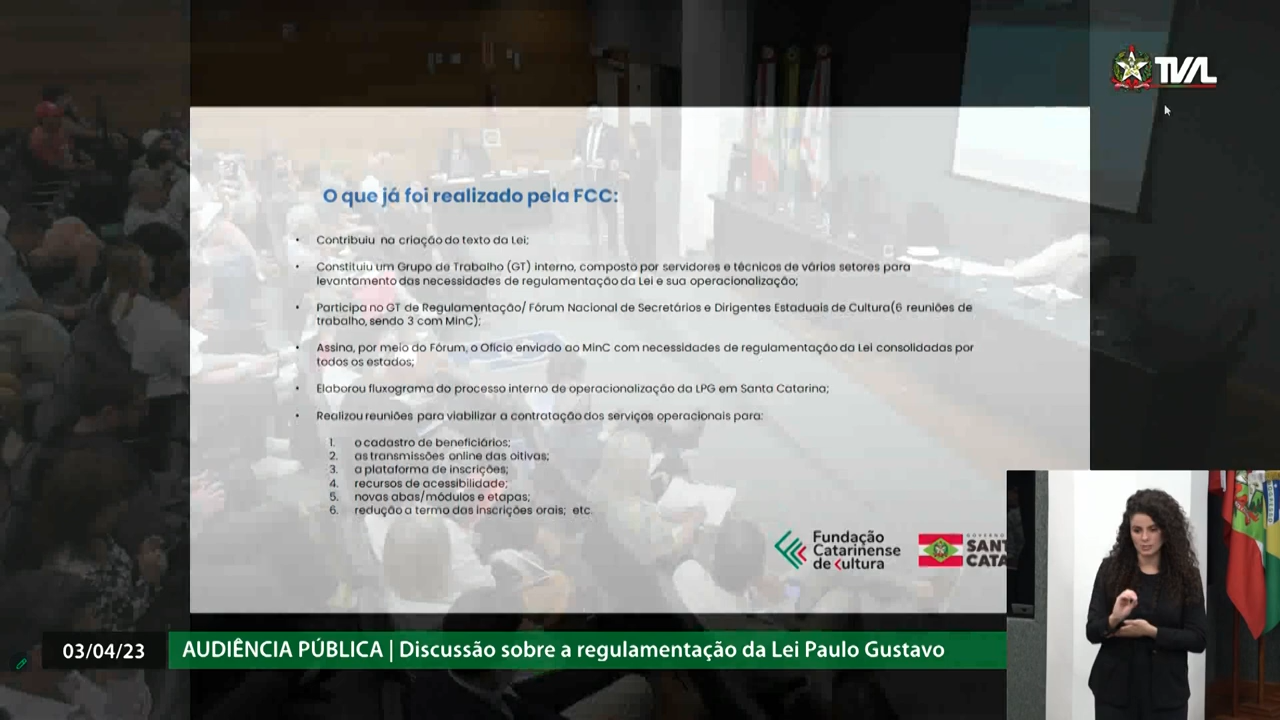 TVAL
O que já foi realizado pela FCC:
• Contribuiu na criação do texto da Lei;
• Constituiu um Grupo de Trabalho (GT) interno, composto por servidores e técnicos de vários setores para
levantamento das necessidades de regulamentação da Lei e sua operacionalização;
• Participa no GT de Regulamentação/ Fórum Nacional de Secretários e Dirigentes Estaduais de Cultura(6 reuniões de
trabalho, sendo 3 com MinC);
• Assina, por meio do Fórum, o Ofício enviado ao MinC com necessidades de regulamentação da Lei consolidadas por
todos os estados;
• Elaborou fluxograma do processo interno de operacionalização da LPG em Santa Catarina;
• Realizou reuniões para viabilizar a contratação dos serviços operacionais para:
1. o cadastro de beneficiários;
2. as transmissões online das oitivas;
3. a plataforma de inscrições;
4. recursos de acessibilidade;
5. novas abas/módulos e etapas;
6. redução a termo das inscrições orais; etc.
Fundação
Catarinense
de Cultura
SANT
CATA
03/04/23
AUDIÊNCIA PÚBLICA | Discussão sobre a regulamentação da Lei Paulo Gustavo